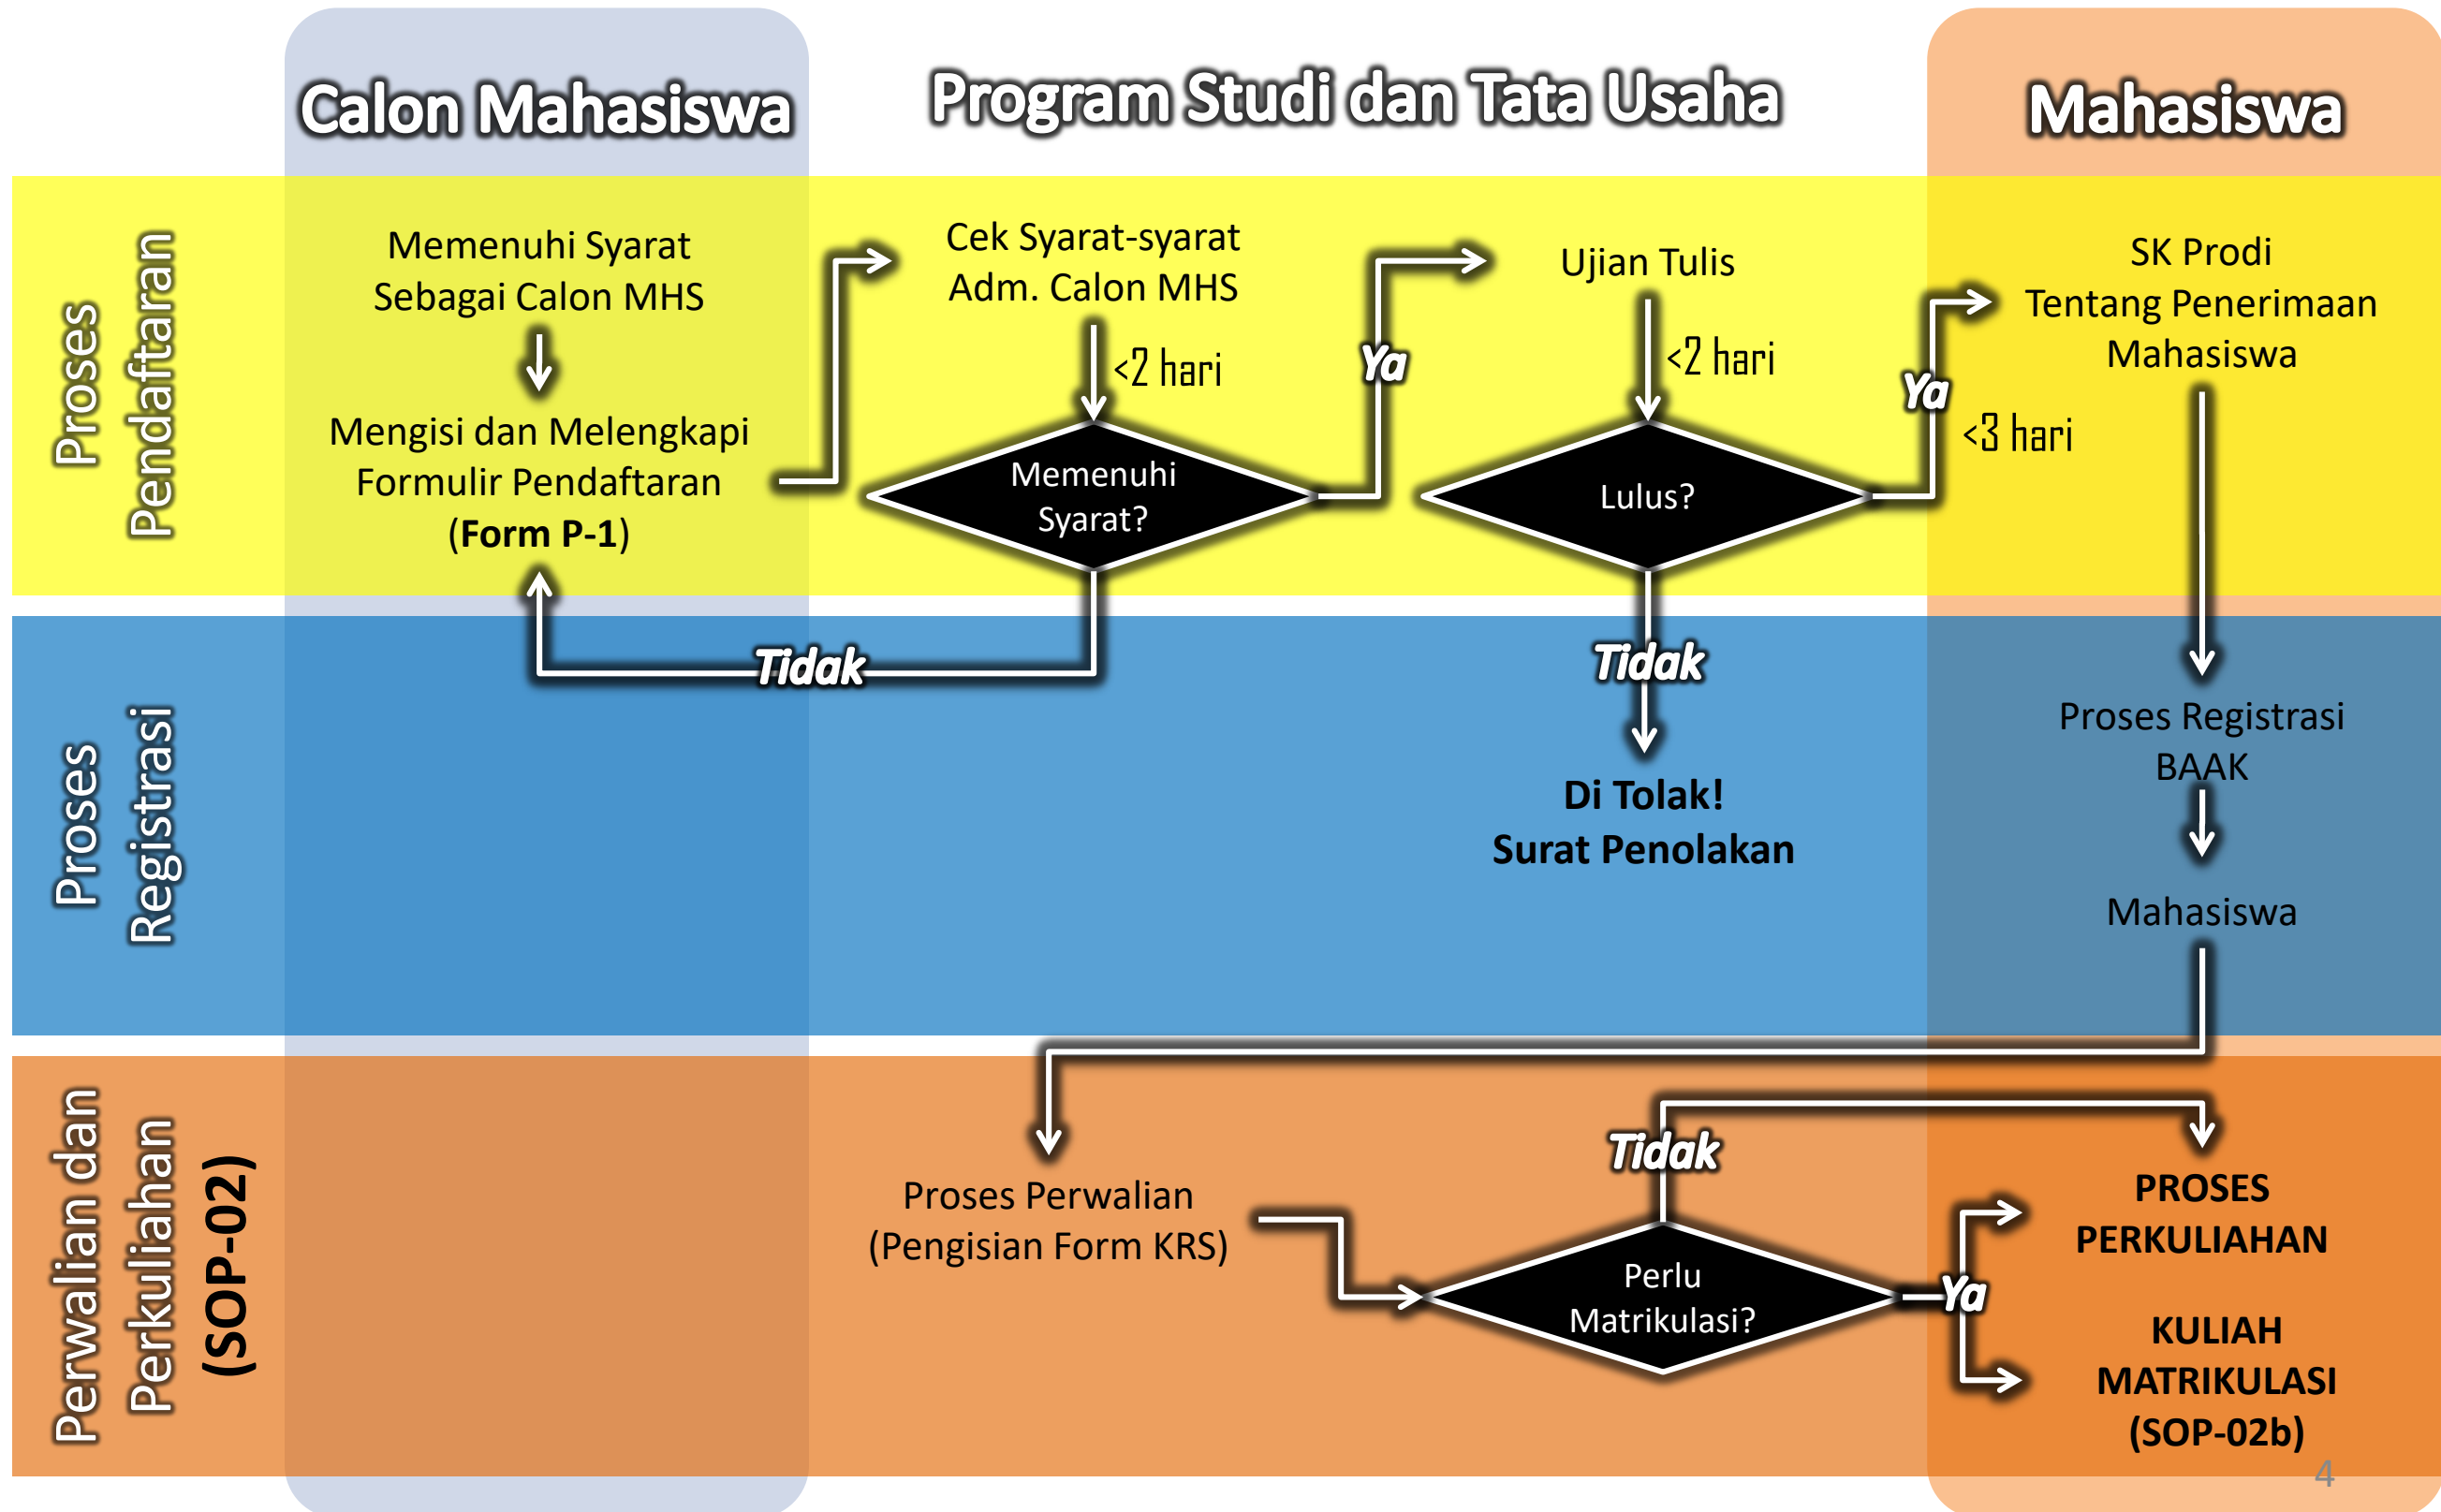 Calon Mahasiswa
Program Studi dan Tata Usaha
Mahasiswa
Proses
Pendaftaran
Memenuhi Syarat
Sebagai Calon MHS
Mengisi dan Melengkapi
Formulir Pendaftaran
(Form P-1)
Cek Syarat-syarat
Adm. Calon MHS
<2 hari
Memenuhi
Syarat?
Ya
Tidak
Ujian Tulis
<2 hari
Lulus?
Ya
<3 hari
Tidak
SK Prodi
Tentang Penerimaan
Mahasiswa
Proses
Registrasi
Di Tolak!
Surat Penolakan
Proses Registrasi
BAAK
Mahasiswa
Perwalian dan
Perkuliahan
(SOP-02)
Proses Perwalian
(Pengisian Form KRS)
Perlu
Matrikulasi?
Tidak
Ya
PROSES
PERKULIAHAN
KULIAH
MATRIKULASI
(SOP-02b)
4